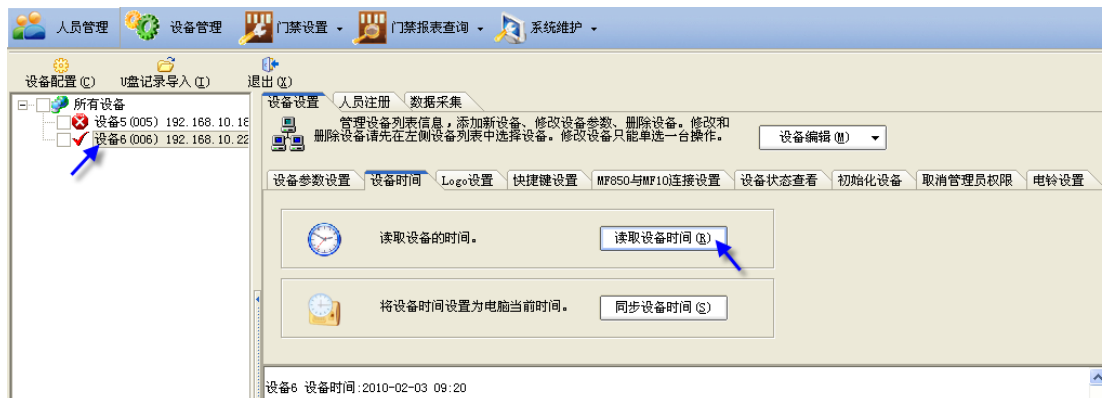 人员管理 设备管理 门禁设置 门禁报表查询 系统维护
设备配置(C) U盘记录导入(I) 退出(X)
所有设备
设备5(005) 192.168.10.18
设备6(006) 192.168.10.22
设备设置 人员注册 数据采集
管理设备列表信息，添加新设备、修改设备参数、删除设备。修改和
删除设备请先在左侧设备列表中选择设备。修改设备只能单选一台操作。
设备编辑(M)
设备参数设置 设备时间 Logo设置 快捷键设置 MF850与MF10连接设置 设备状态查看 初始化设备 取消管理员权限 电铃设置
读取设备的时间。 读取设备时间(R)
将设备时间设置为电脑当前时间。 同步设备时间(S)
设备6 设备时间:2010-02-03 09:20